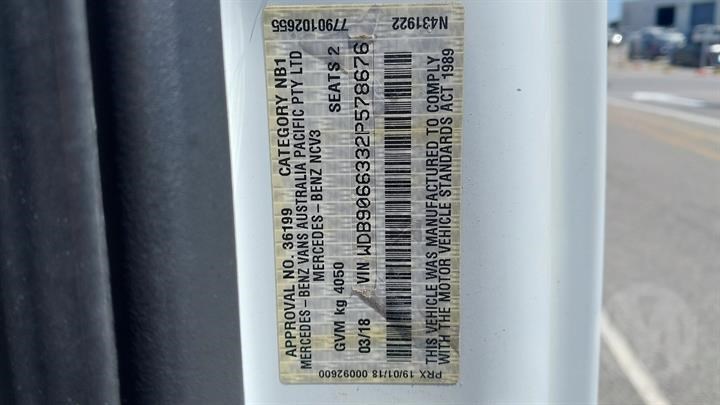 APPROVAL NO. 36199 CATEGORY NB1
MERCEDES-BENZ VANS AUSTRALIA PACIFIC PTY LTD
MERCEDES-BENZ NCV3
GVM kg 4050 SEATS 2
03/18 VIN WDB9066332P578676
THIS VEHICLE WAS MANUFACTURED TO COMPLY
WITH THE MOTOR VEHICLE STANDARDS ACT 1989
PRX 19/01/18 00092600
7790102655 N431922